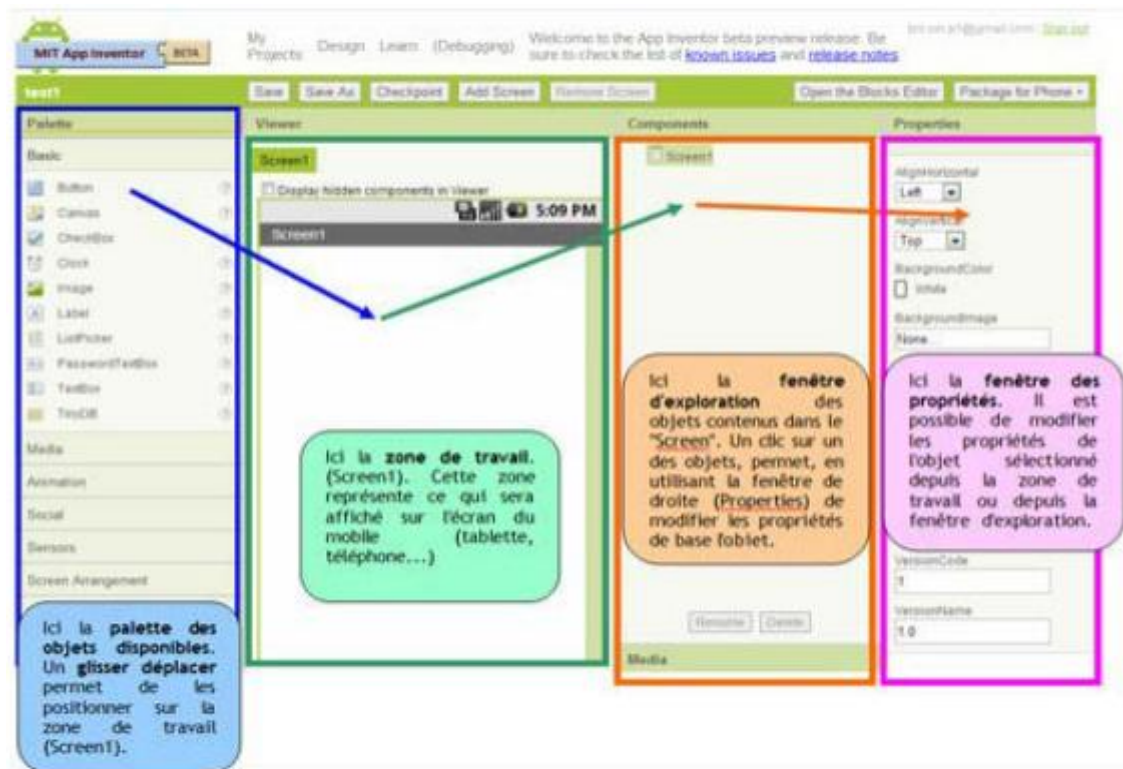 MIT App Inventor BETA
My Projects Design Learn (Debugging)
Welcome to the App Inventor beta preview release. Be
sure to check the list of known issues and release notes
Sign out
test1
Save Save As Checkpoint Add Screen Remove Screen Open the Blocks Editor Package for Phone
Palette
Basic
Button
Canvas
CheckBox
Clock
Image
Label
ListPicker
PasswordTextBox
TextBox
TinyDB
Media
Animation
Social
Sensors
Screen Arrangement
Ici la palette des
objets disponibles.
Un glisser déplacer
permet de les
positionner sur la
zone de travail
(Screen1).
Viewer
Screen1
Display hidden components in Viewer
5:09 PM
Screen1
Ici la zone de travail.
(Screen1). Cette zone
représente ce qui sera
affiché sur l'écran du
mobile (tablette,
téléphone...)
Components
Screen1
Ici la fenêtre
d'exploration des
objets contenus dans le
"Screen". Un clic sur un
des objets, permet, en
utilisant la fenêtre de
droite (Properties) de
modifier les propriétés
de base l'objet.
Rename Delete
Media
Properties
AlignHorizontal
Left
AlignVertical
Top
BackgroundColor
White
BackgroundImage
None...
Ici la fenêtre des
propriétés. Il est
possible de modifier
les propriétés de
l'objet sélectionné
depuis la zone de
travail ou depuis la
fenêtre d'exploration.
VersionCode
1
VersionName
1.0